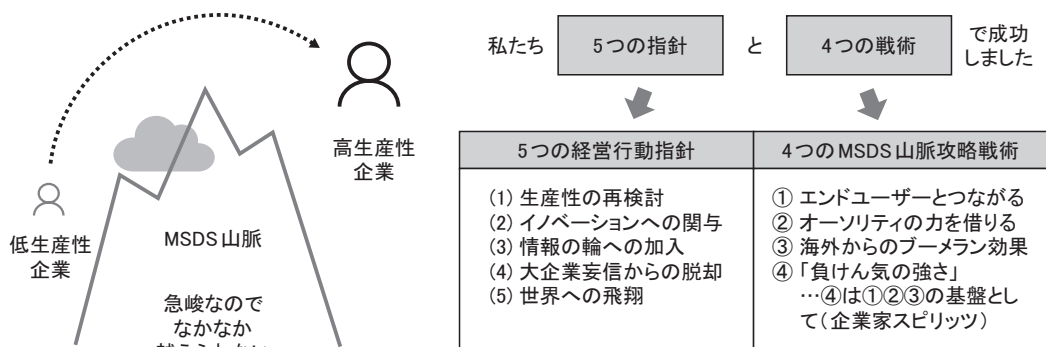 高生産性
企業
低生産性
企業
MSDS山脈
急峻なので
なかなか
私たち
5つの指針
と
4つの戦術
で成功
しました
5つの経営行動指針
(1) 生産性の再検討
(2) イノベーションへの関与
(3) 情報の輪への加入
(4) 大企業妄信からの脱却
(5) 世界への飛翔
4つのMSDS山脈攻略戦術
① エンドユーザーとつながる
② オーソリティの力を借りる
③ 海外からのブーメラン効果
④ 「負けん気の強さ」
…④は①②③の基盤とし
て(企業家スピリッツ)